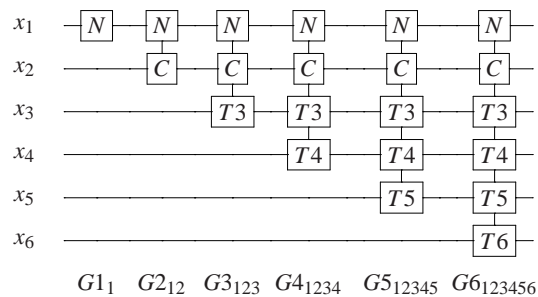 x₁ N N N N N N
x₂ C C C C C
x₃ T3 T3 T3 T3
x₄ T4 T4 T4
x₅ T5 T5
x₆ T6
G1₁ G2₁₂ G3₁₂₃ G4₁₂₃₄ G5₁₂₃₄₅ G6₁₂₃₄₅₆